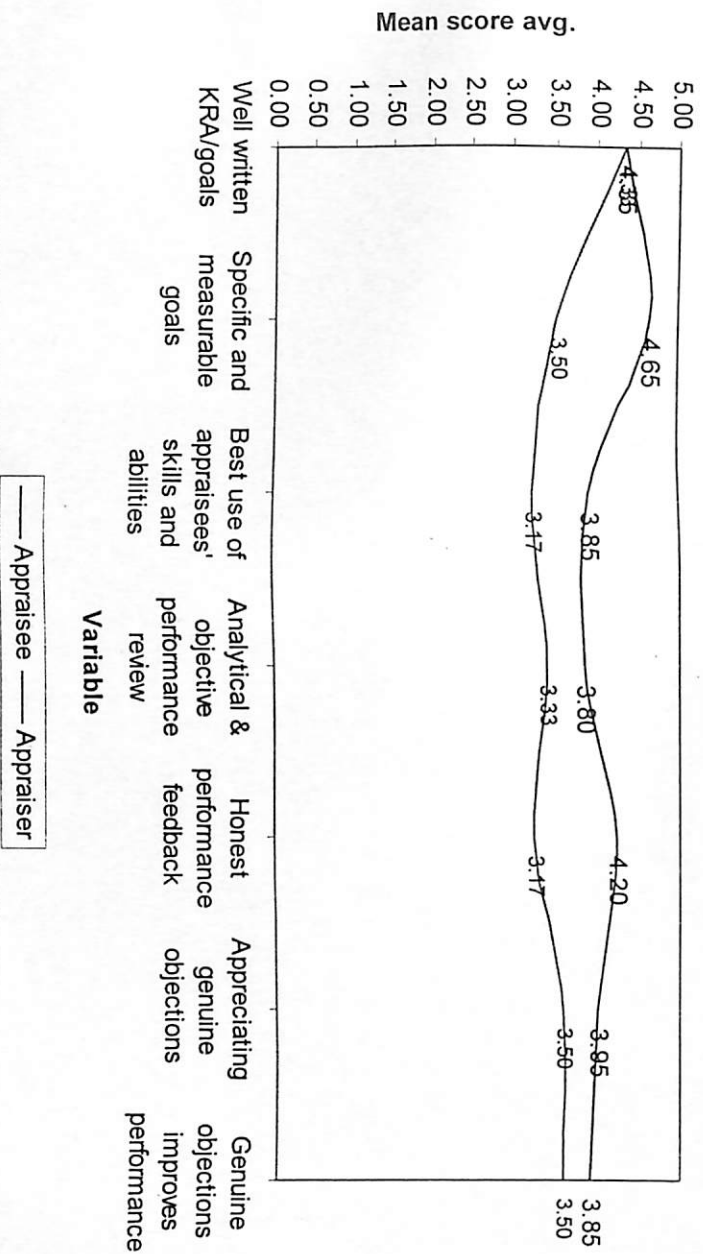 Mean score avg.
5.00
4.50
4.00
3.50
3.00
2.50
2.00
1.50
1.00
0.50
0.00
4.65
3.85
3.80
4.20
3.95
3.85
3.50
3.17
3.33
3.17
3.50
3.50
Well written
KRA/goals
Specific and
measurable
goals
Best use of
appraisees'
skills and
abilities
Analytical &
objective
performance
review
Honest
performance
feedback
Appreciating
genuine
objections
Genuine
objections
improves
performance
Variable
Appraisee Appraiser